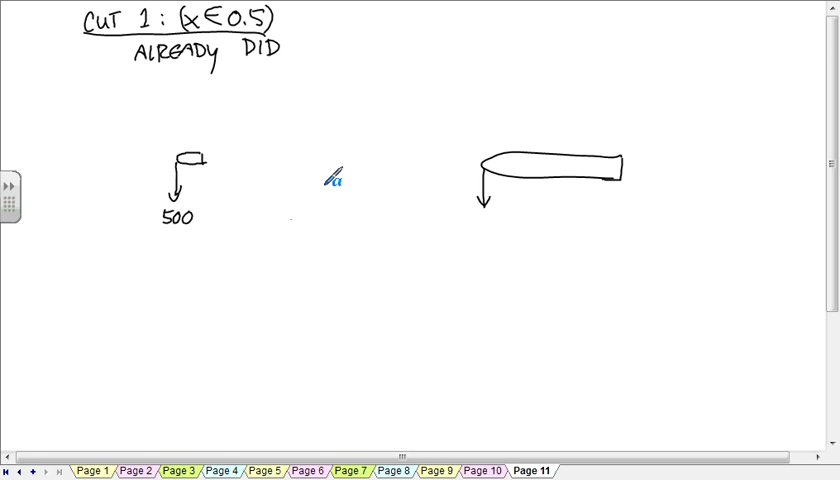 CUT 1: (x ∈ 0.5)
ALREADY DID
500
a
Page 1 Page 2 Page 3 Page 4 Page 5 Page 6 Page 7 Page 8 Page 9 Page 10 Page 11